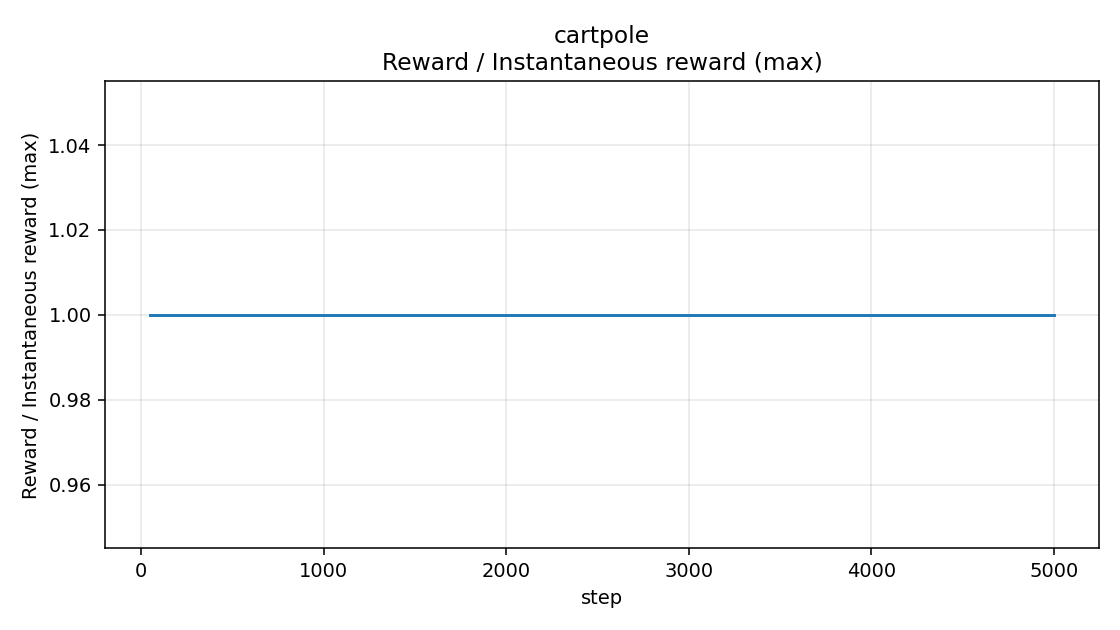 cartpole
Reward / Instantaneous reward (max)
Reward / Instantaneous reward (max)
1.04
1.02
1.00
0.98
0.96
0
1000
2000
3000
4000
5000
step